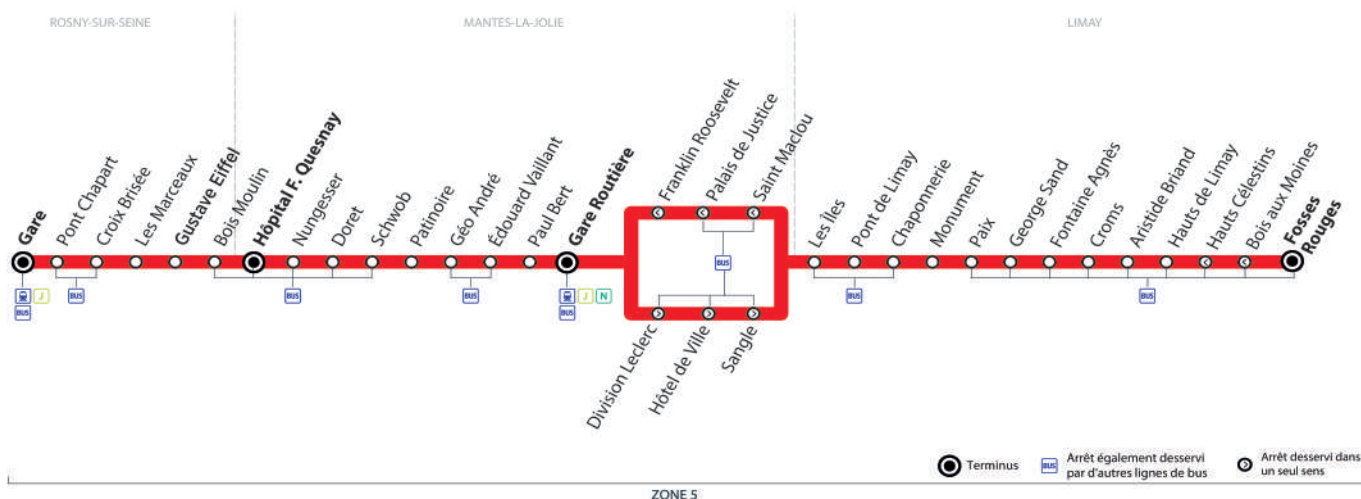 ROSNY-SUR-SEINE
MANTES-LA-JOLIE
LIMAY
Gare
Pont Chapart
Croix Brisée
Les Marceaux
Gustave Eiffel
Bois Moulin
Hôpital F. Quesnay
Nungesser
Doret
Schwob
Patinoire
Géo André
Édouard Vaillant
Paul Bert
Gare Routière
Franklin Roosevelt
Palais de Justice
Saint Maclou
Division Leclerc
Hôtel de Ville
Sangle
Les Îles
Pont de Limay
Chaponnerie
Monument
Paix
George Sand
Fontaine Agnès
Croms
Aristide Briand
Hauts de Limay
Hauts Célestins
Bois aux Moines
Fosses
Rouges
J
BUS
BUS
BUS
BUS
J
N
BUS
BUS
BUS
BUS
Terminus
BUS
Arrêt également desservi
par d'autres lignes de bus
Arrêt desservi dans
un seul sens
ZONE 5